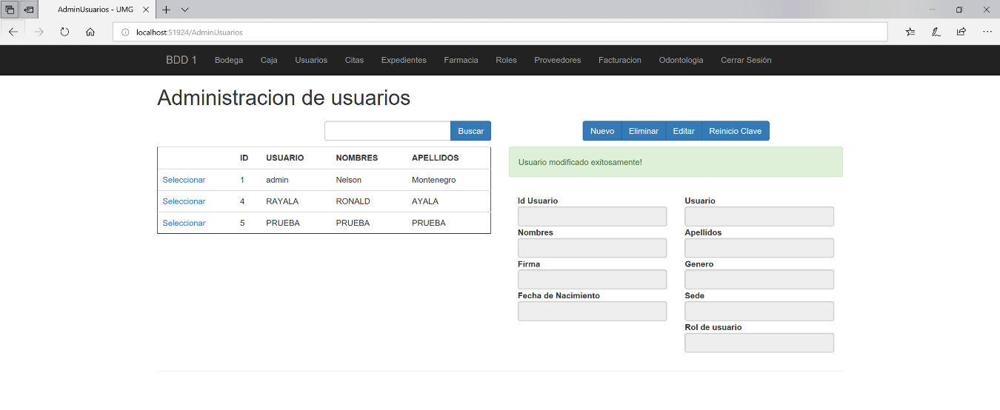 AdminUsuarios - UMG
localhost:51924/AdminUsuarios
BDD 1 Bodega Caja Usuarios Citas Expedientes Farmacia Roles Proveedores Facturacion Odontologia Cerrar Sesión
Administracion de usuarios
Buscar
Nuevo Eliminar Editar Reinicio Clave
ID USUARIO NOMBRES APELLIDOS
Seleccionar 1 admin Nelson Montenegro
Seleccionar 4 RAYALA RONALD AYALA
Seleccionar 5 PRUEBA PRUEBA PRUEBA
Usuario modificado exitosamente!
Id Usuario Usuario
Nombres Apellidos
Firma Genero
Fecha de Nacimiento Sede
Rol de usuario